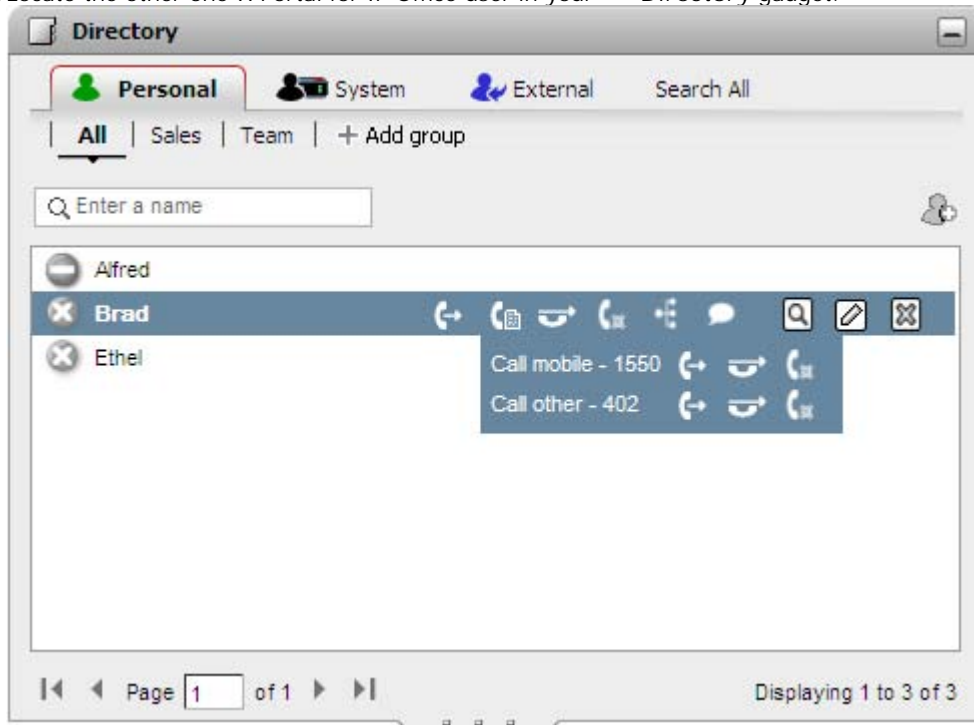 Directory
Personal System External Search All
All | Sales | Team | + Add group
Enter a name
Alfred
Brad
Call mobile - 1550
Call other - 402
Ethel
Page 1 of 1
Displaying 1 to 3 of 3